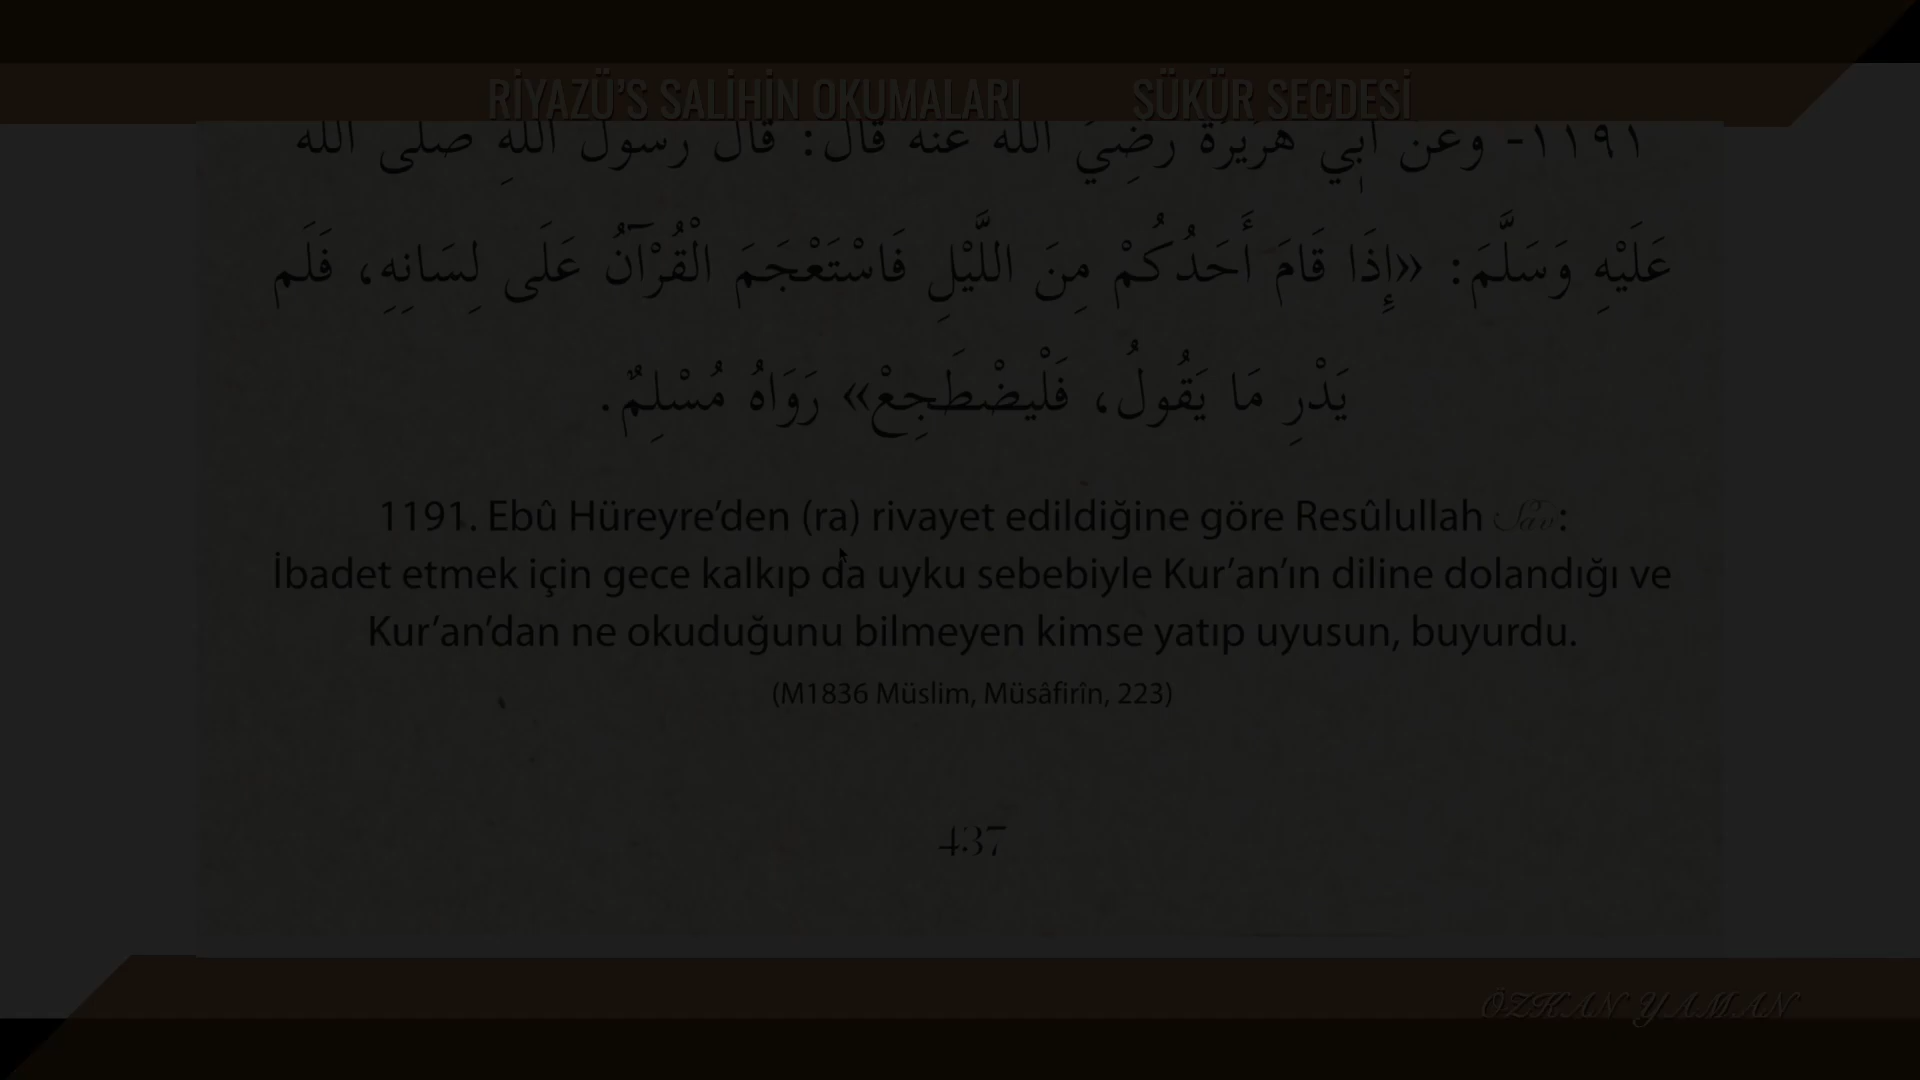 RİYAZÜ'S SALİHİN OKUMALARI SÜKÜR SECDESİ
١١٩١- وعن أبي هريرة رضِيَ الله عنه قال: قال رسول اللهِ صلى الله
عَلَيْهِ وَسَلَّمَ: «إِذَا قَامَ أَحَدُكُمْ مِنَ اللَّيْلِ فَاسْتَعْجَمَ الْقُرْآنُ عَلَى لِسَانِهِ، فَلَم
يَدْرِ مَا يَقُولُ، فَلْيضْطَجِعْ» رَوَاهُ مُسْلِمٌ.
1191. Ebû Hüreyre'den (ra) rivayet edildiğine göre Resûlullah Sav:
İbadet etmek için gece kalkıp da uyku sebebiyle Kur'an'ın diline dolandığı ve
Kur'an'dan ne okuduğunu bilmeyen kimse yatıp uyusun, buyurdu.
(M1836 Müslim, Müsâfirîn, 223)
437
ÖZKAN YAMAN